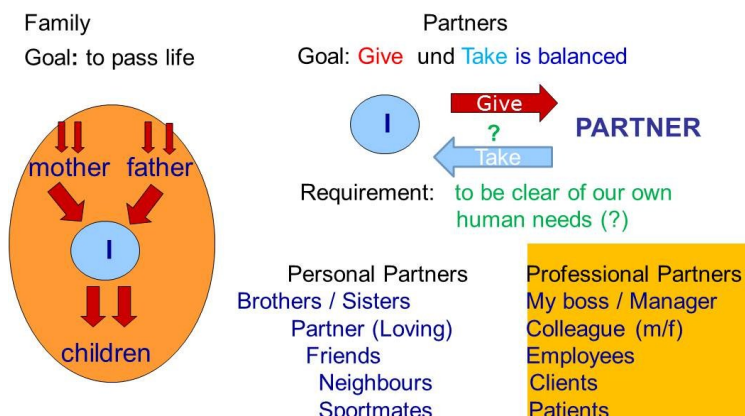 Family
Goal: to pass life
mother father
I
children
Partners
Goal: Give und Take is balanced
Give
I
?
PARTNER
Take
Requirement: to be clear of our own
human needs (?)
Personal Partners
Brothers / Sisters
Partner (Loving)
Friends
Neighbours
Sportmates
Professional Partners
My boss / Manager
Colleague (m/f)
Employees
Clients
Patients